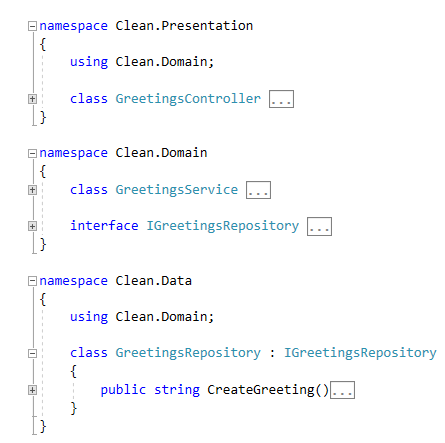 namespace Clean.Presentation
{
using Clean.Domain;
class GreetingsController ...
}
namespace Clean.Domain
{
class GreetingsService ...
interface IGreetingsRepository ...
}
namespace Clean.Data
{
using Clean.Domain;
class GreetingsRepository : IGreetingsRepository
{
public string CreateGreeting()...
}
}